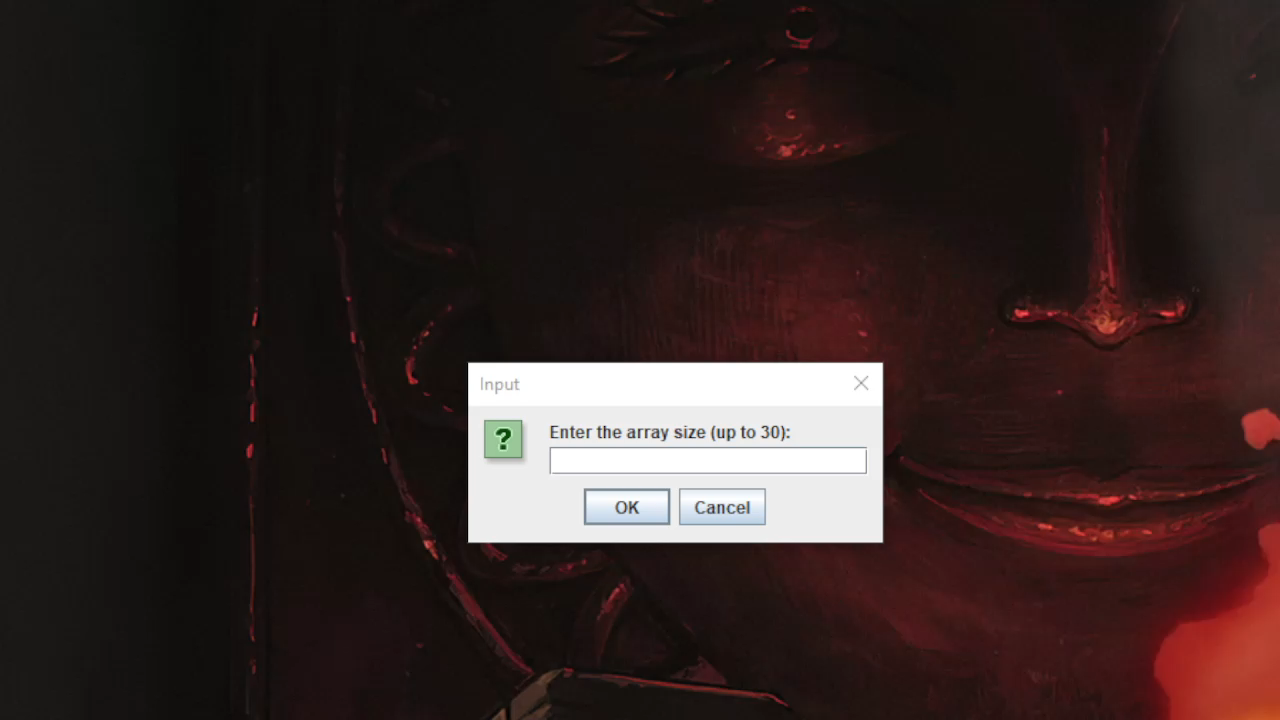 Input
?
Enter the array size (up to 30):
OK
Cancel